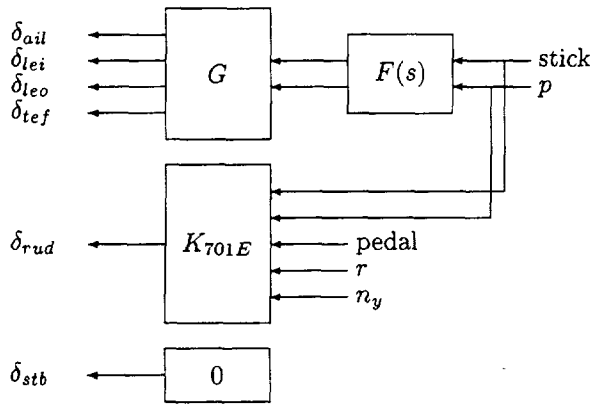 δ_ail
δ_lei
δ_leo
δ_tef
G
F(s)
stick
p
δ_rud
K_701E
pedal
r
n_y
δ_stb
0